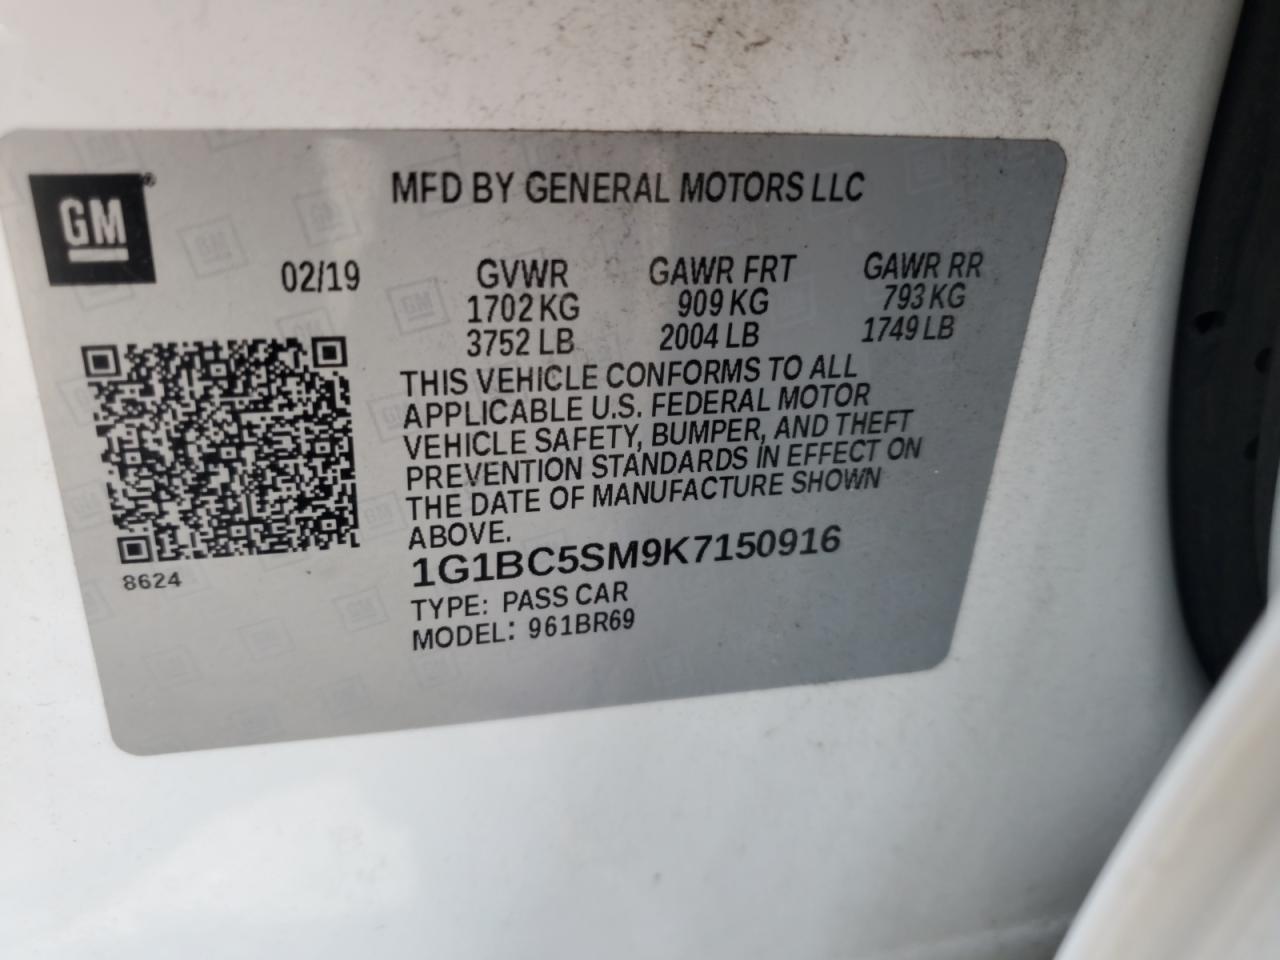 GM®
MFD BY GENERAL MOTORS LLC
02/19 GVWR GAWR FRT GAWR RR
1702 KG 909 KG 793 KG
3752 LB 2004 LB 1749 LB
THIS VEHICLE CONFORMS TO ALL
APPLICABLE U.S. FEDERAL MOTOR
VEHICLE SAFETY, BUMPER, AND THEFT
PREVENTION STANDARDS IN EFFECT ON
THE DATE OF MANUFACTURE SHOWN
ABOVE.
8624
1G1BC5SM9K7150916
TYPE: PASS CAR
MODEL: 961BR69